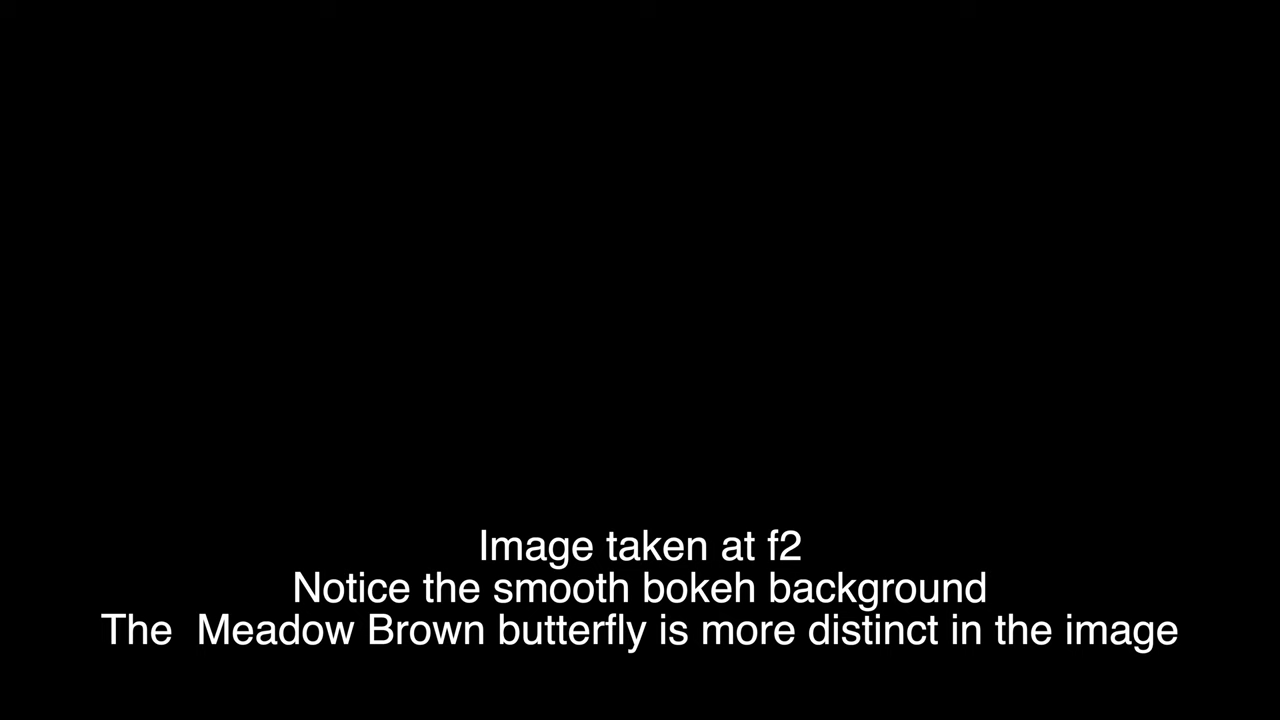 Image taken at f2
Notice the smooth bokeh background
The  Meadow Brown butterfly is more distinct in the image